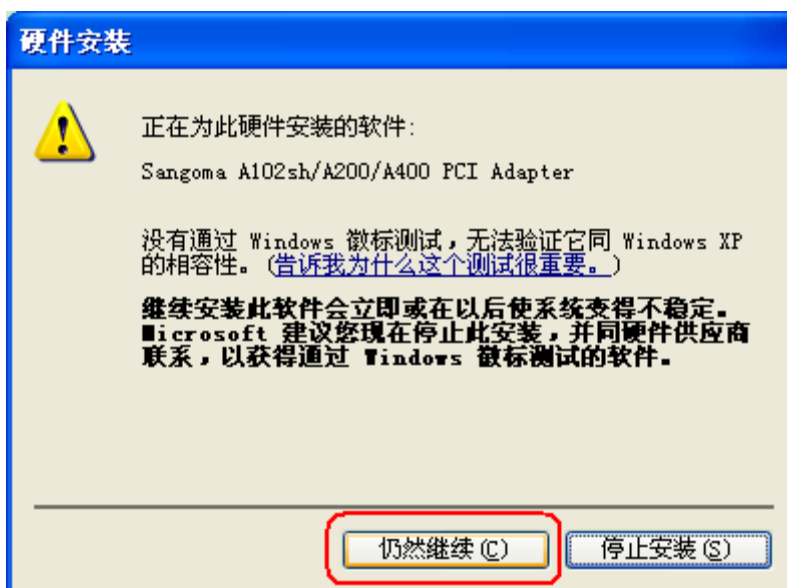 硬件安装
正在为此硬件安装的软件:
Sangoma A102sh/A200/A400 PCI Adapter
没有通过 Windows 徽标测试，无法验证它同 Windows XP
的相容性。(告诉我为什么这个测试很重要。)
继续安装此软件会立即或在以后使系统变得不稳定。
Microsoft 建议您现在停止此安装，并同硬件供应商
联系，以获得通过 Windows 徽标测试的软件。
仍然继续(C)
停止安装(S)